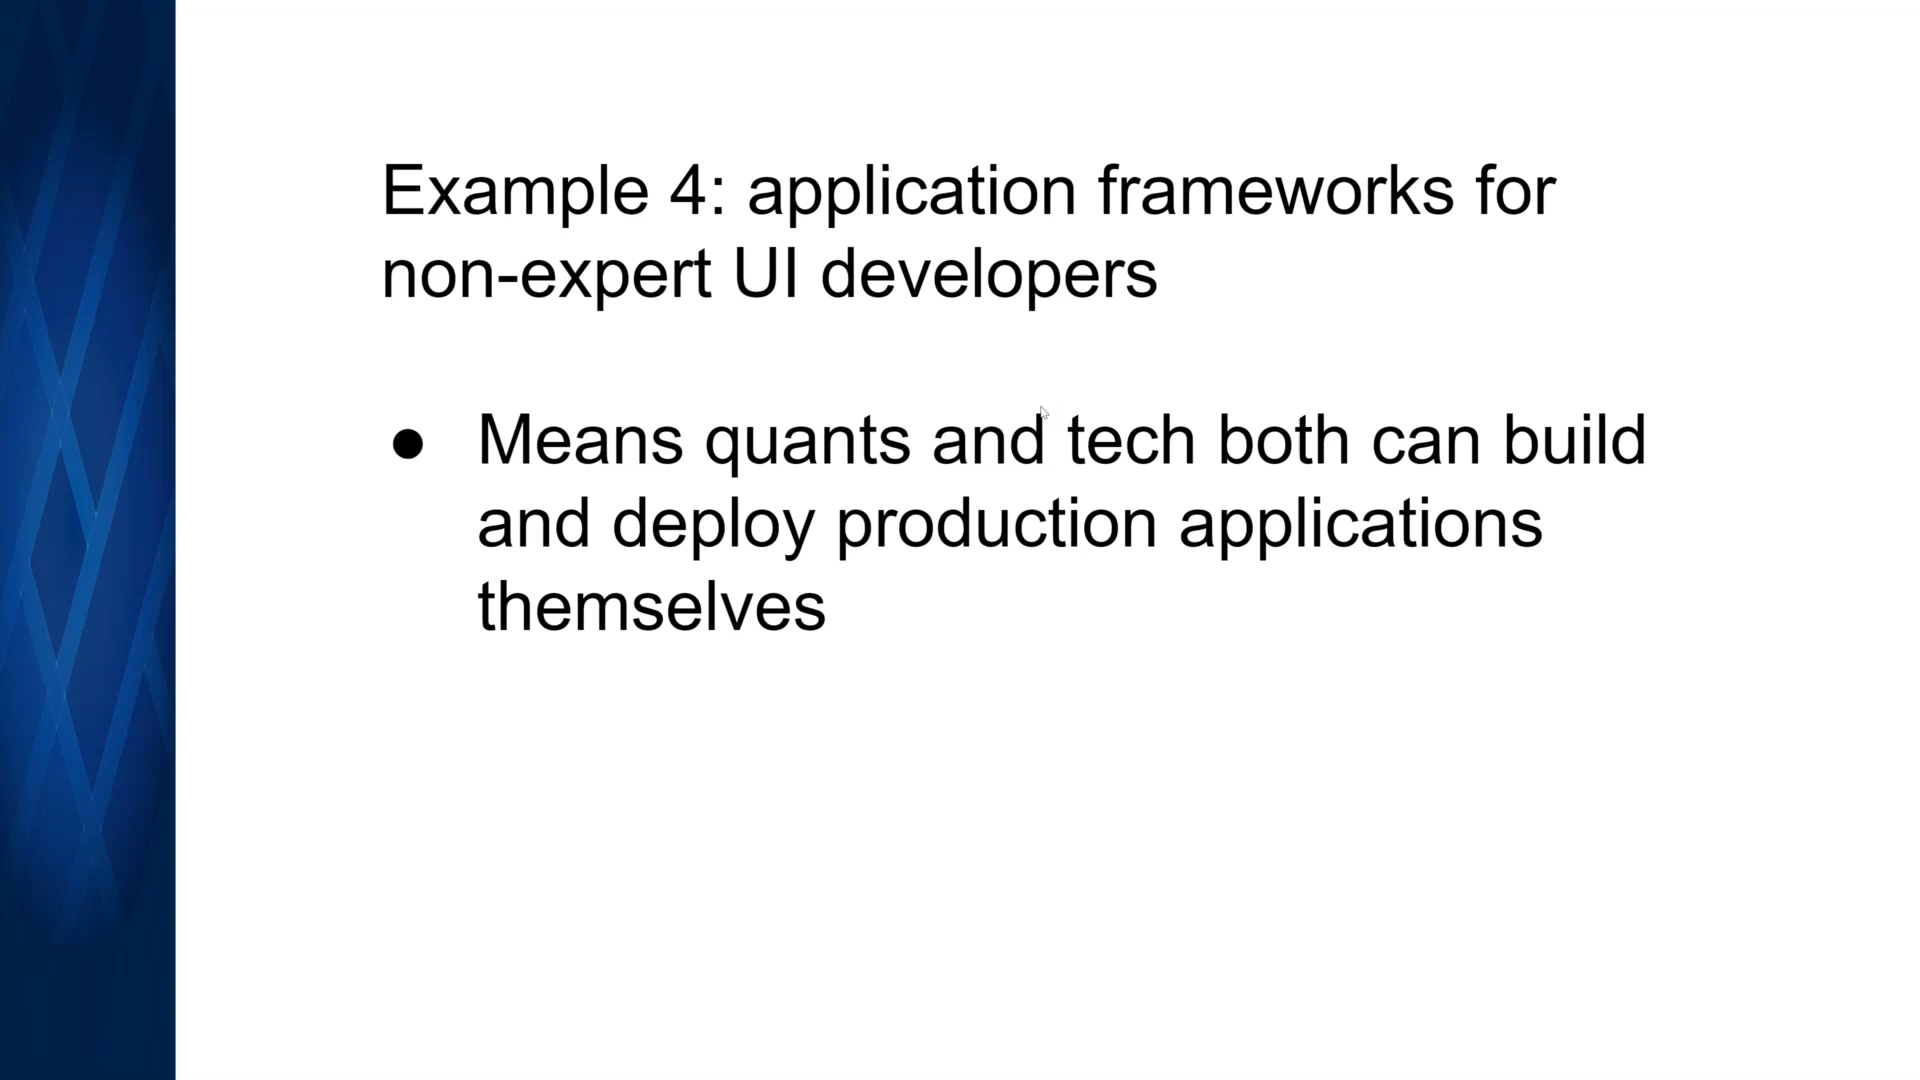 Example 4: application frameworks for
non-expert UI developers
● Means quants and tech both can build
and deploy production applications
themselves